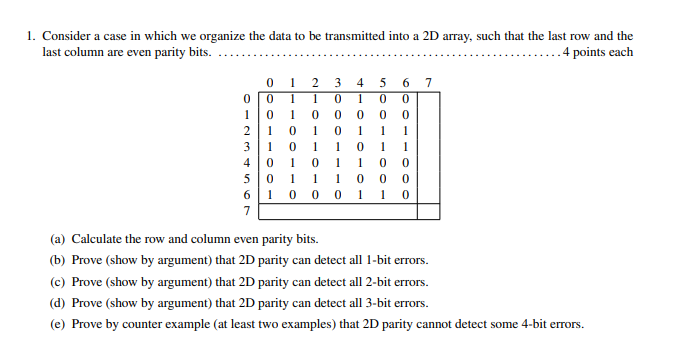 1. Consider a case in which we organize the data to be transmitted into a 2D array, such that the last row and the
last column are even parity bits. ........................................................................ 4 points each
0 1 2 3 4 5 6 7
0 0 1 1 0 1 0 0
1 0 1 0 0 0 0 0
2 1 0 1 0 1 1 1
3 1 0 1 1 0 1 1
4 0 1 0 1 1 0 0
5 0 1 1 1 0 0 0
6 1 0 0 0 1 1 0
7
(a) Calculate the row and column even parity bits.
(b) Prove (show by argument) that 2D parity can detect all 1-bit errors.
(c) Prove (show by argument) that 2D parity can detect all 2-bit errors.
(d) Prove (show by argument) that 2D parity can detect all 3-bit errors.
(e) Prove by counter example (at least two examples) that 2D parity cannot detect some 4-bit errors.